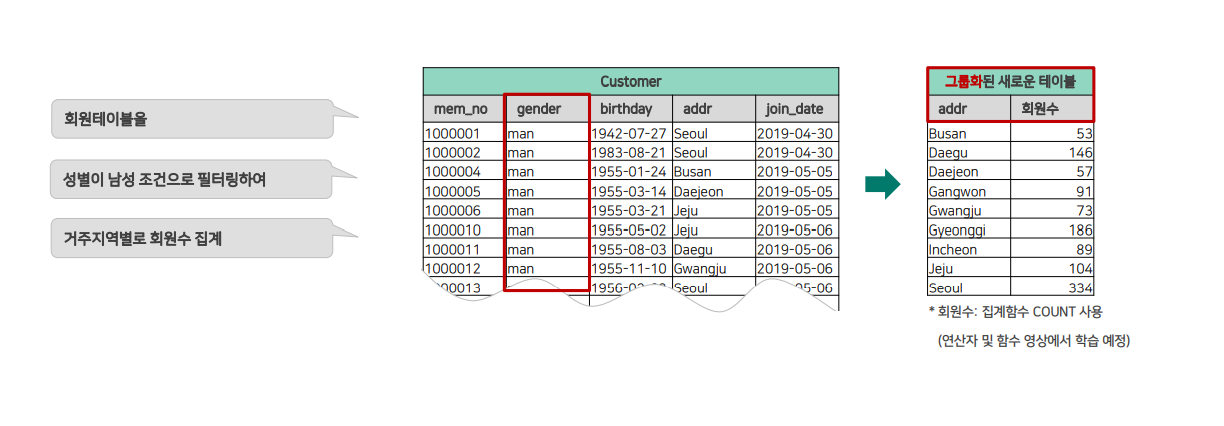 회원테이블을
성별이 남성 조건으로 필터링하여
거주지역별로 회원수 집계
Customer
mem_no gender birthday addr join_date
1000001 man 1942-07-27 Seoul 2019-04-30
1000002 man 1983-08-21 Seoul 2019-04-30
1000004 man 1955-01-24 Busan 2019-05-05
1000005 man 1955-03-14 Daejeon 2019-05-05
1000006 man 1955-03-21 Jeju 2019-05-05
1000010 man 1955-05-02 Jeju 2019-05-06
1000011 man 1955-08-03 Daegu 2019-05-06
1000012 man 1955-11-10 Gwangju 2019-05-06
man Seoul
그룹화된 새로운 테이블
addr 회원수
Busan 53
Daegu 146
Daejeon 57
Gangwon 91
Gwangju 73
Gyeonggi 186
Incheon 89
Jeju 104
Seoul 334
* 회원수: 집계함수 COUNT 사용
(연산자 및 함수 영상에서 학습 예정)